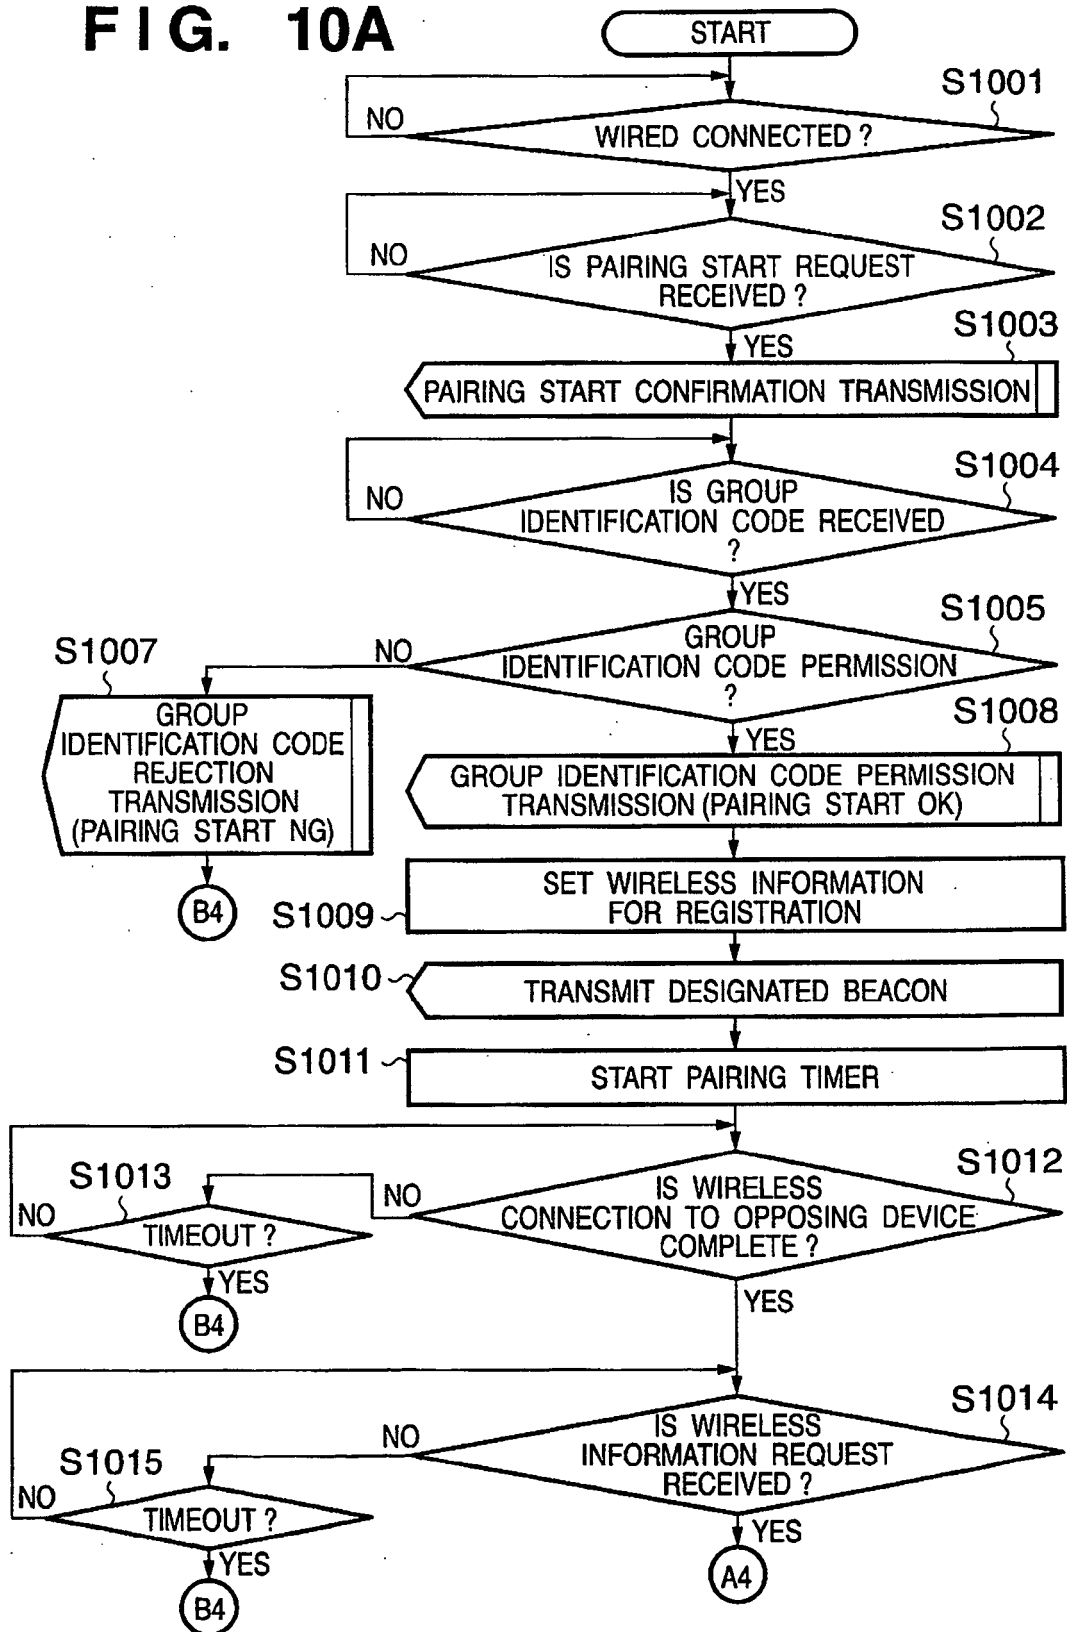 FIG. 10A
START
S1001
NO
WIRED CONNECTED ?
YES
S1002
NO
IS PAIRING START REQUEST
RECEIVED ?
S1003
YES
PAIRING START CONFIRMATION TRANSMISSION
S1004
NO
IS GROUP
IDENTIFICATION CODE RECEIVED
?
YES
S1005
NO
GROUP
IDENTIFICATION CODE PERMISSION
?
S1007
GROUP
IDENTIFICATION CODE
REJECTION
TRANSMISSION
(PAIRING START NG)
B4
YES
S1008
GROUP IDENTIFICATION CODE PERMISSION
TRANSMISSION (PAIRING START OK)
S1009
SET WIRELESS INFORMATION
FOR REGISTRATION
S1010
TRANSMIT DESIGNATED BEACON
S1011
START PAIRING TIMER
S1012
NO
IS WIRELESS
CONNECTION TO OPPOSING DEVICE
COMPLETE ?
S1013
NO
TIMEOUT ?
YES
B4
YES
S1014
NO
IS WIRELESS
INFORMATION REQUEST
RECEIVED ?
S1015
NO
TIMEOUT ?
YES
B4
YES
A4